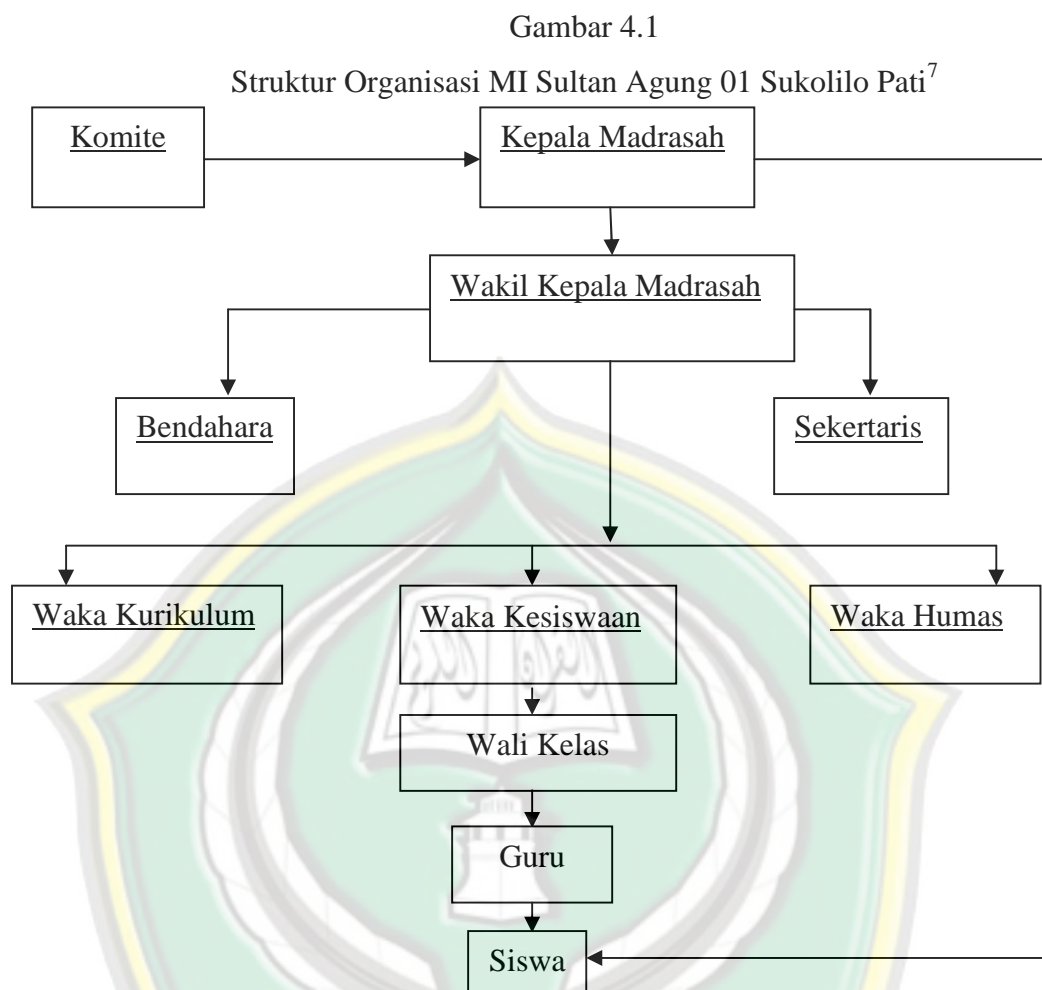 Gambar 4.1
Struktur Organisasi MI Sultan Agung 01 Sukolilo Pati7
Komite
Kepala Madrasah
Wakil Kepala Madrasah
Bendahara
Sekertaris
Waka Kurikulum
Waka Kesiswaan
Waka Humas
Wali Kelas
Guru
Siswa